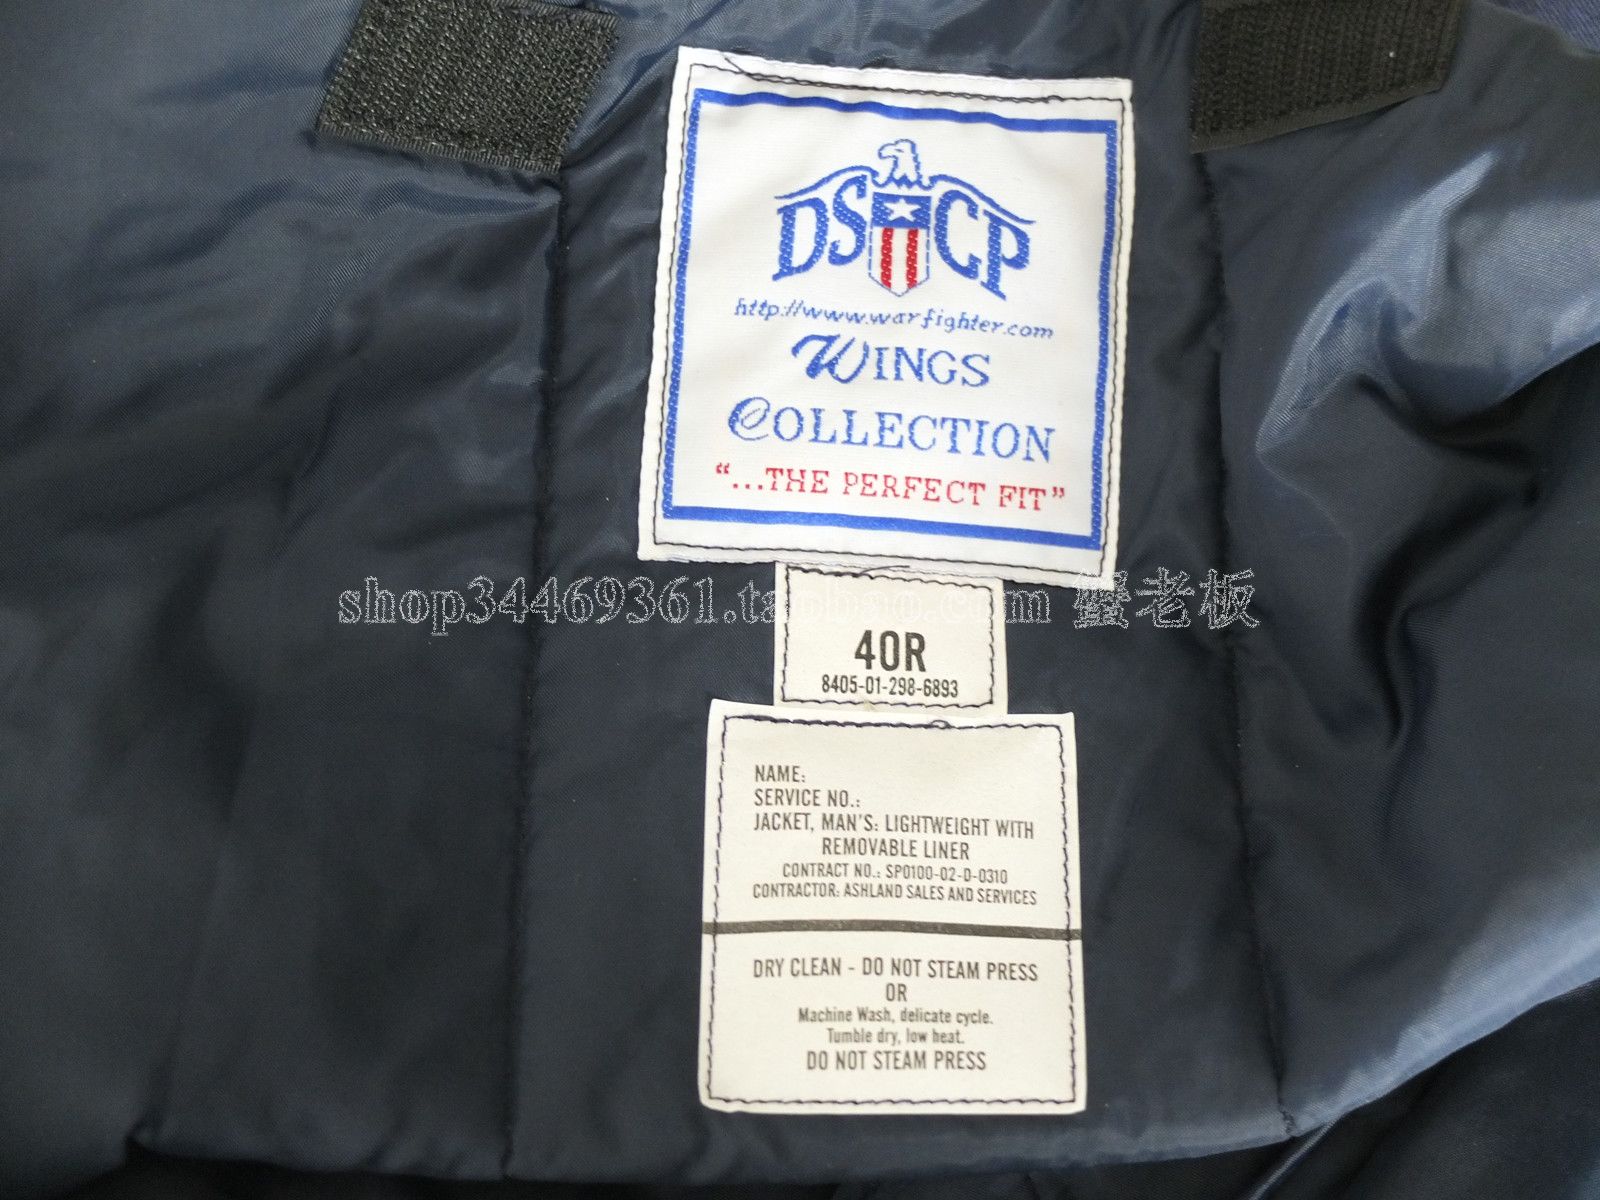 DSCP
http://www.warfighter.com
WINGS
COLLECTION
"...THE PERFECT FIT"
shop34469361.taobao.com 蟹老板
40R
8405-01-298-6893
NAME:
SERVICE NO.:
JACKET, MAN'S: LIGHTWEIGHT WITH
REMOVABLE LINER
CONTRACT NO.: SP0100-02-D-0310
CONTRACTOR: ASHLAND SALES AND SERVICES
DRY CLEAN - DO NOT STEAM PRESS
OR
Machine Wash, delicate cycle.
Tumble dry, low heat.
DO NOT STEAM PRESS